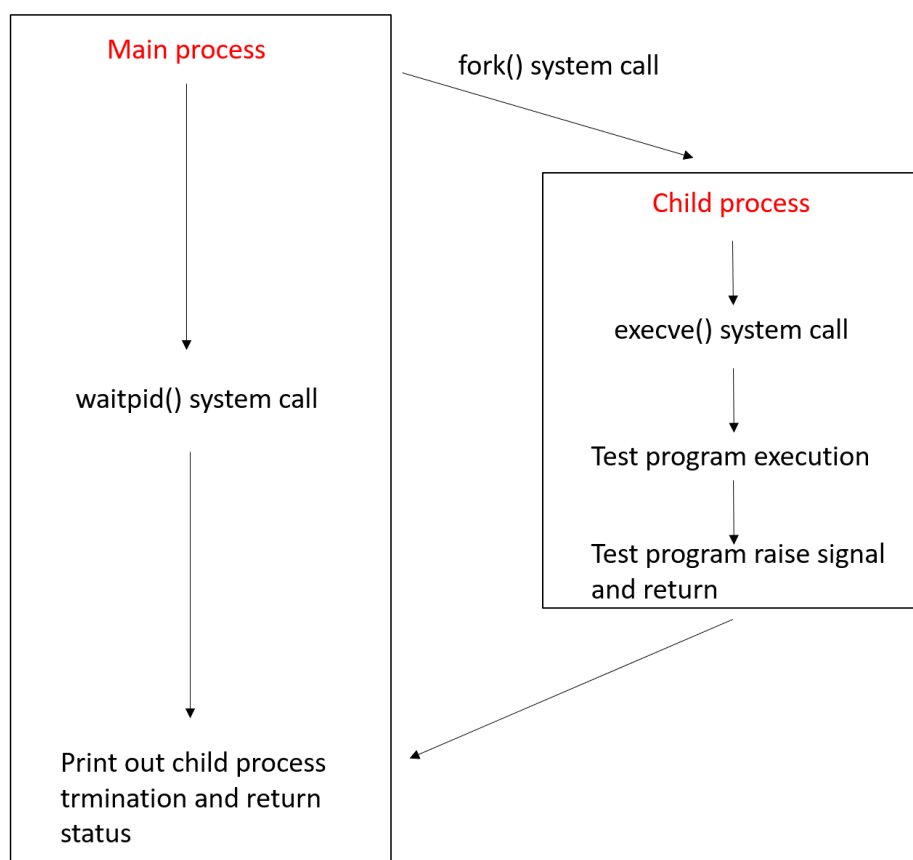 Main process
fork() system call
Child process
execve() system call
waitpid() system call
Test program execution
Test program raise signal
and return
Print out child process
trmination and return
status